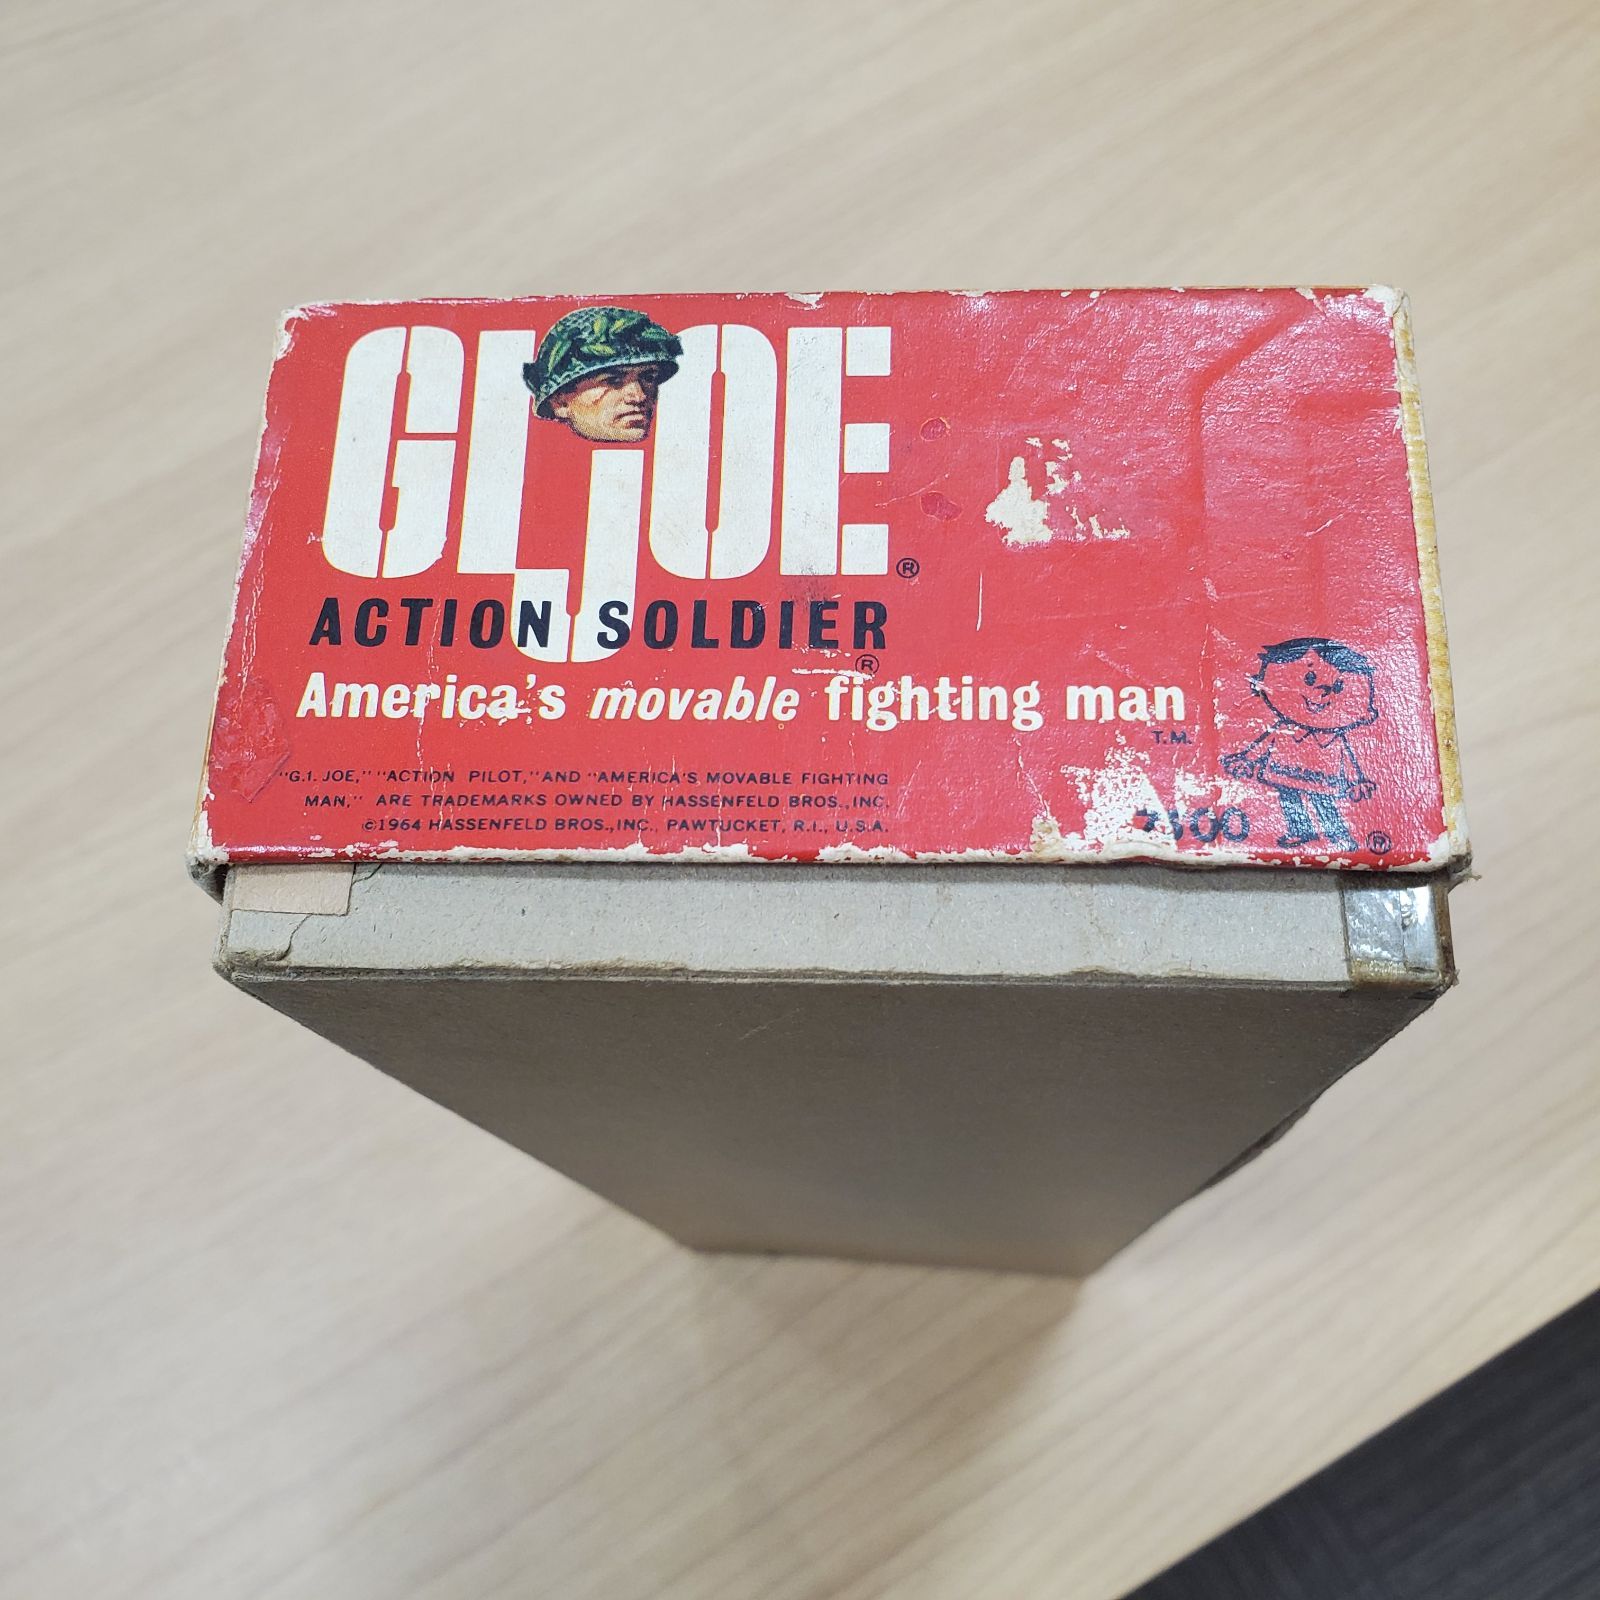 GI JOE®
ACTION SOLDIER
®
America's movable fighting man
T.M.
"G.I. JOE," "ACTION PILOT," AND "AMERICA'S MOVABLE FIGHTING
MAN," ARE TRADEMARKS OWNED BY HASSENFELD BROS., INC.
©1964 HASSENFELD BROS., INC., PAWTUCKET, R.I., U.S.A.
®